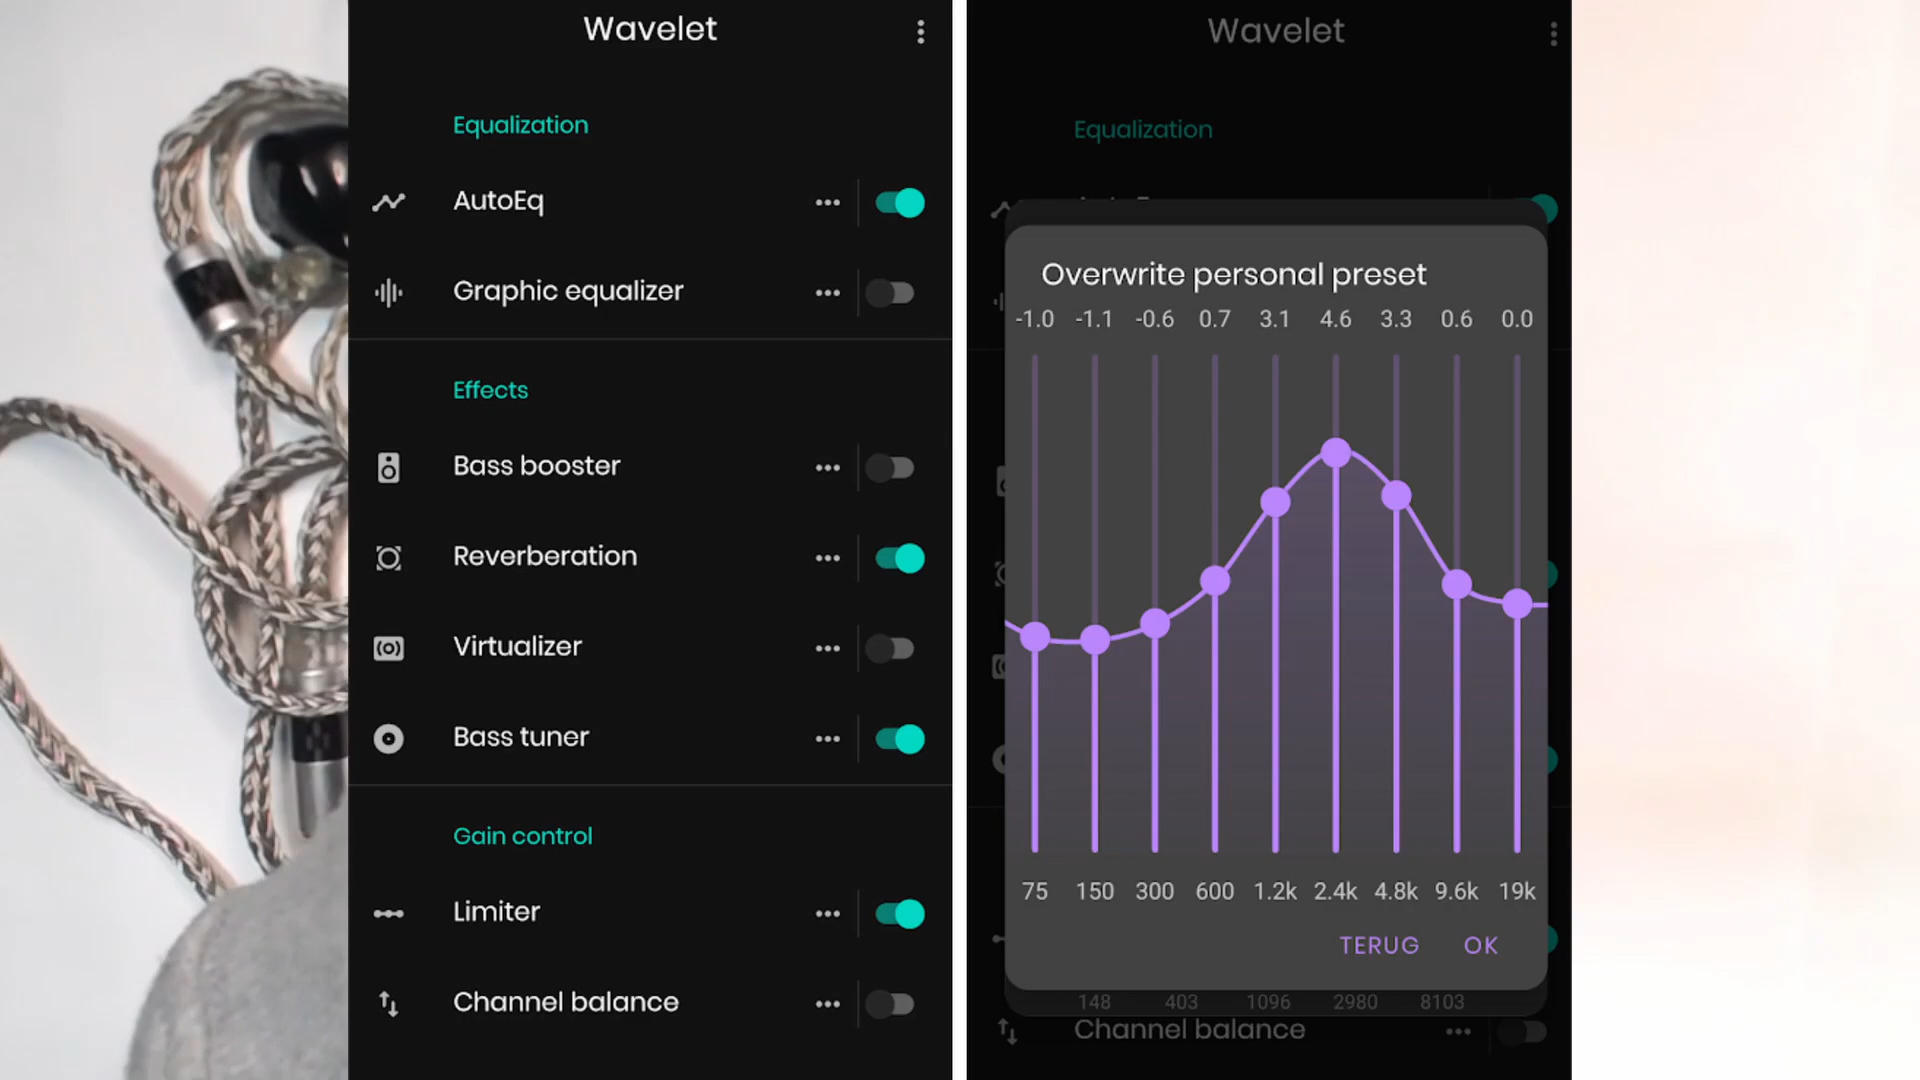 Wavelet
Equalization
AutoEq
Graphic equalizer
Effects
Bass booster
Reverberation
Virtualizer
Bass tuner
Gain control
Limiter
Channel balance
Wavelet
Equalization
Overwrite personal preset
-1.0 -1.1 -0.6 0.7 3.1 4.6 3.3 0.6 0.0
75 150 300 600 1.2k 2.4k 4.8k 9.6k 19k
TERUG OK
148 403 1096 2980 8103
Channel balance